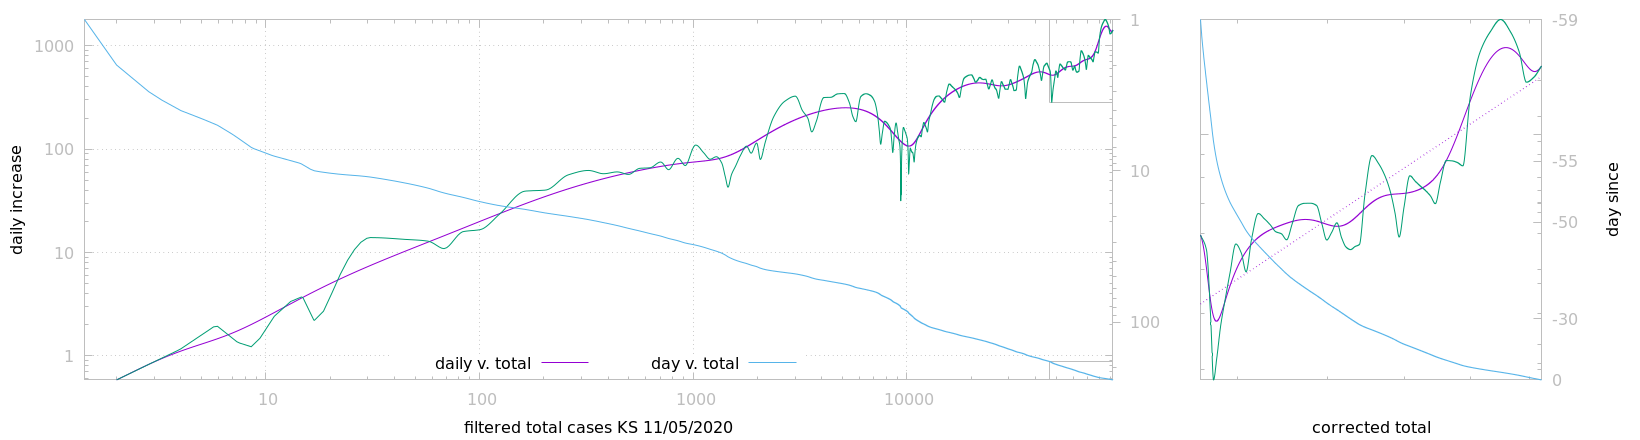 daily increase
1000
100
10
1
10
100
1000
10000
1
10
100
daily v. total
day v. total
filtered total cases KS 11/05/2020
-59
-55
-50
-30
0
day since
corrected total